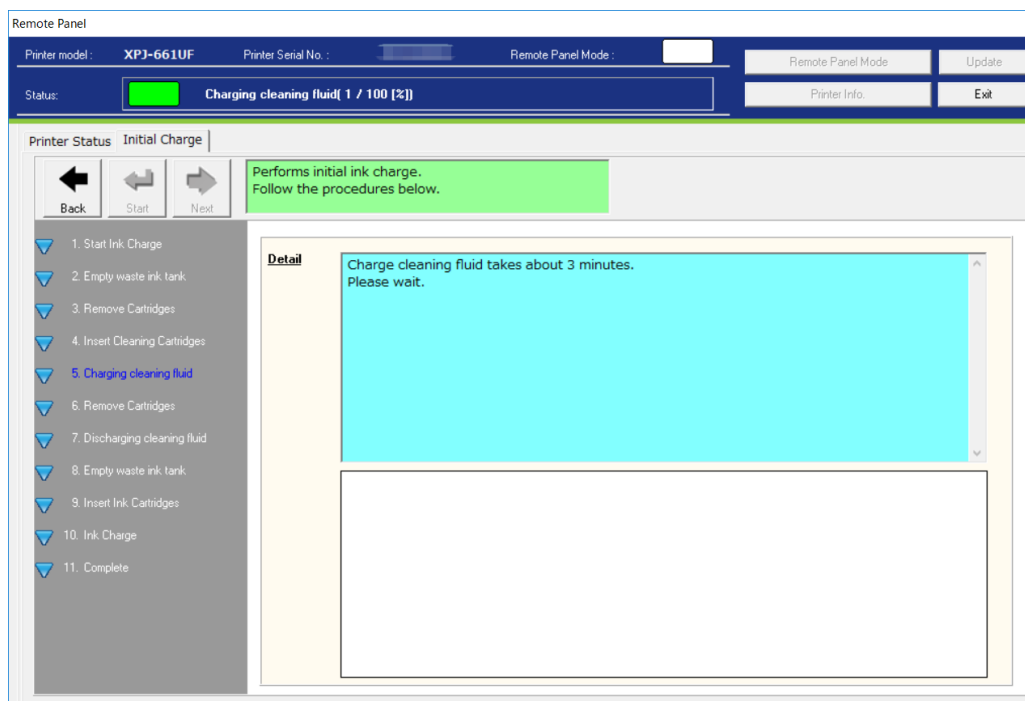 Remote Panel
Printer model : XPJ-661UF Printer Serial No. : Remote Panel Mode :
Remote Panel Mode Update
Status: Charging cleaning fluid( 1 / 100 [%])
Printer Info. Exit
Printer Status Initial Charge
Back Start Next
Performs initial ink charge.
Follow the procedures below.
1. Start Ink Charge
2. Empty waste ink tank
3. Remove Cartridges
4. Insert Cleaning Cartridges
5. Charging cleaning fluid
6. Remove Cartridges
7. Discharging cleaning fluid
8. Empty waste ink tank
9. Insert Ink Cartridges
10. Ink Charge
11. Complete
Detail
Charge cleaning fluid takes about 3 minutes.
Please wait.